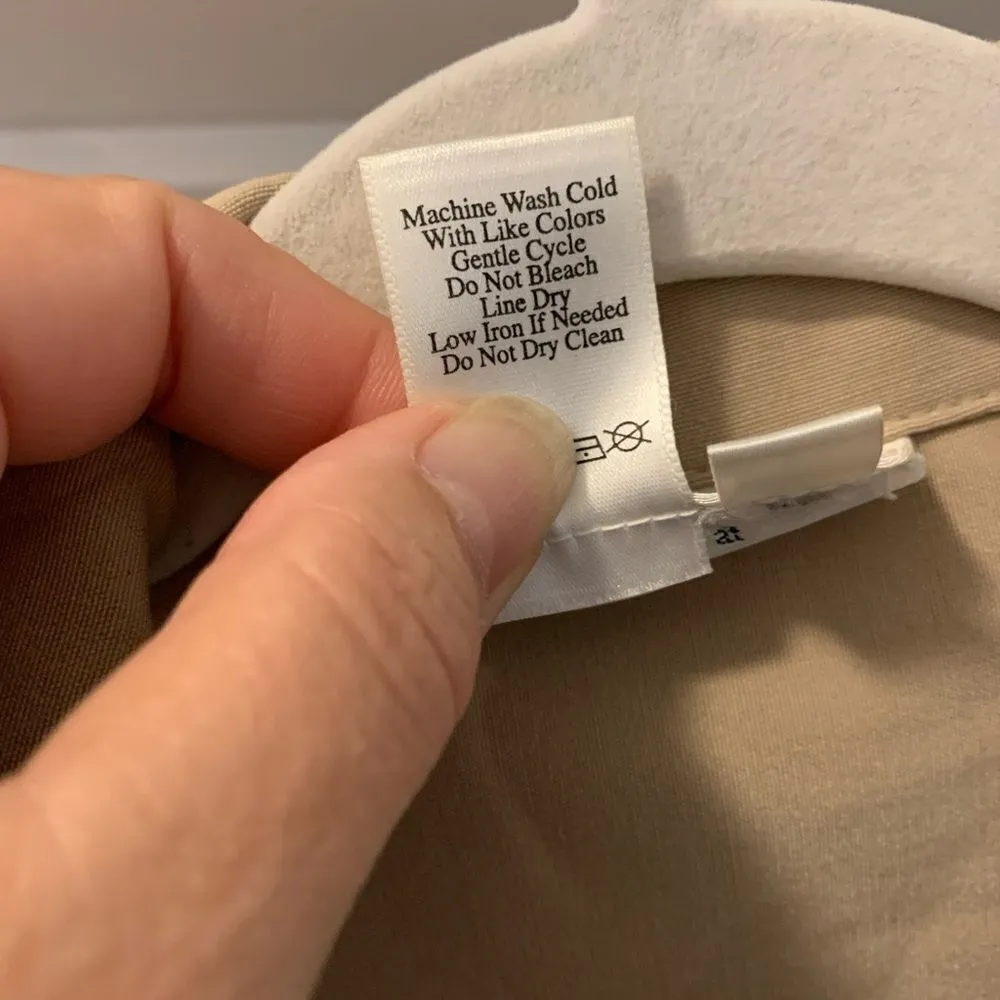 Machine Wash Cold
With Like Colors
Gentle Cycle
Do Not Bleach
Line Dry
Low Iron If Needed
Do Not Dry Clean